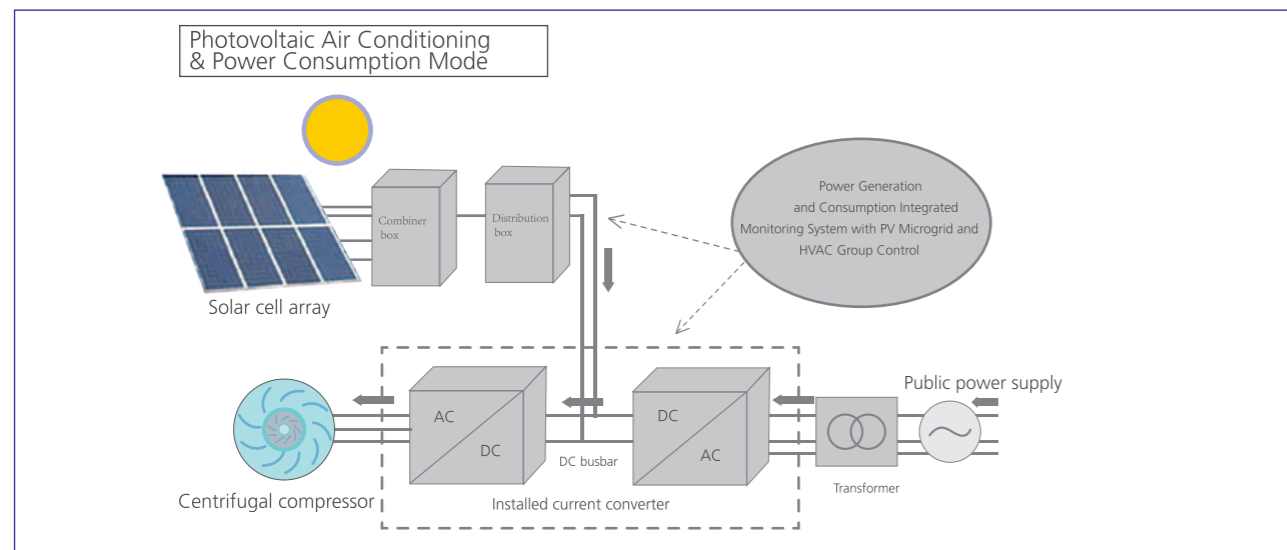 Photovoltaic Air Conditioning
& Power Consumption Mode
Combiner
box
Distribution
box
Power Generation
and Consumption Integrated
Monitoring System with PV Microgrid and
HVAC Group Control
Solar cell array
Public power supply
AC
DC
DC
AC
DC busbar
Transformer
Centrifugal compressor
Installed current converter